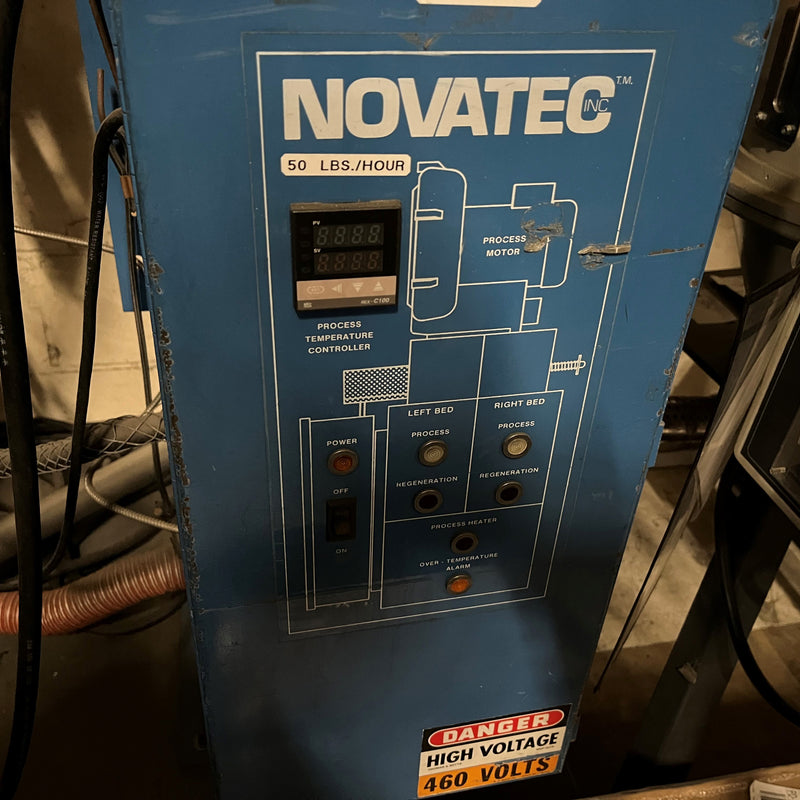 NOVATEC INC T.M.
50 LBS./HOUR
PV
SV
REX-C100
PROCESS
MOTOR
PROCESS
TEMPERATURE
CONTROLLER
LEFT BED
RIGHT BED
PROCESS
PROCESS
POWER
REGENERATION
REGENERATION
OFF
PROCESS HEATER
ON
OVER - TEMPERATURE
ALARM
DANGER
HIGH VOLTAGE
460 VOLTS